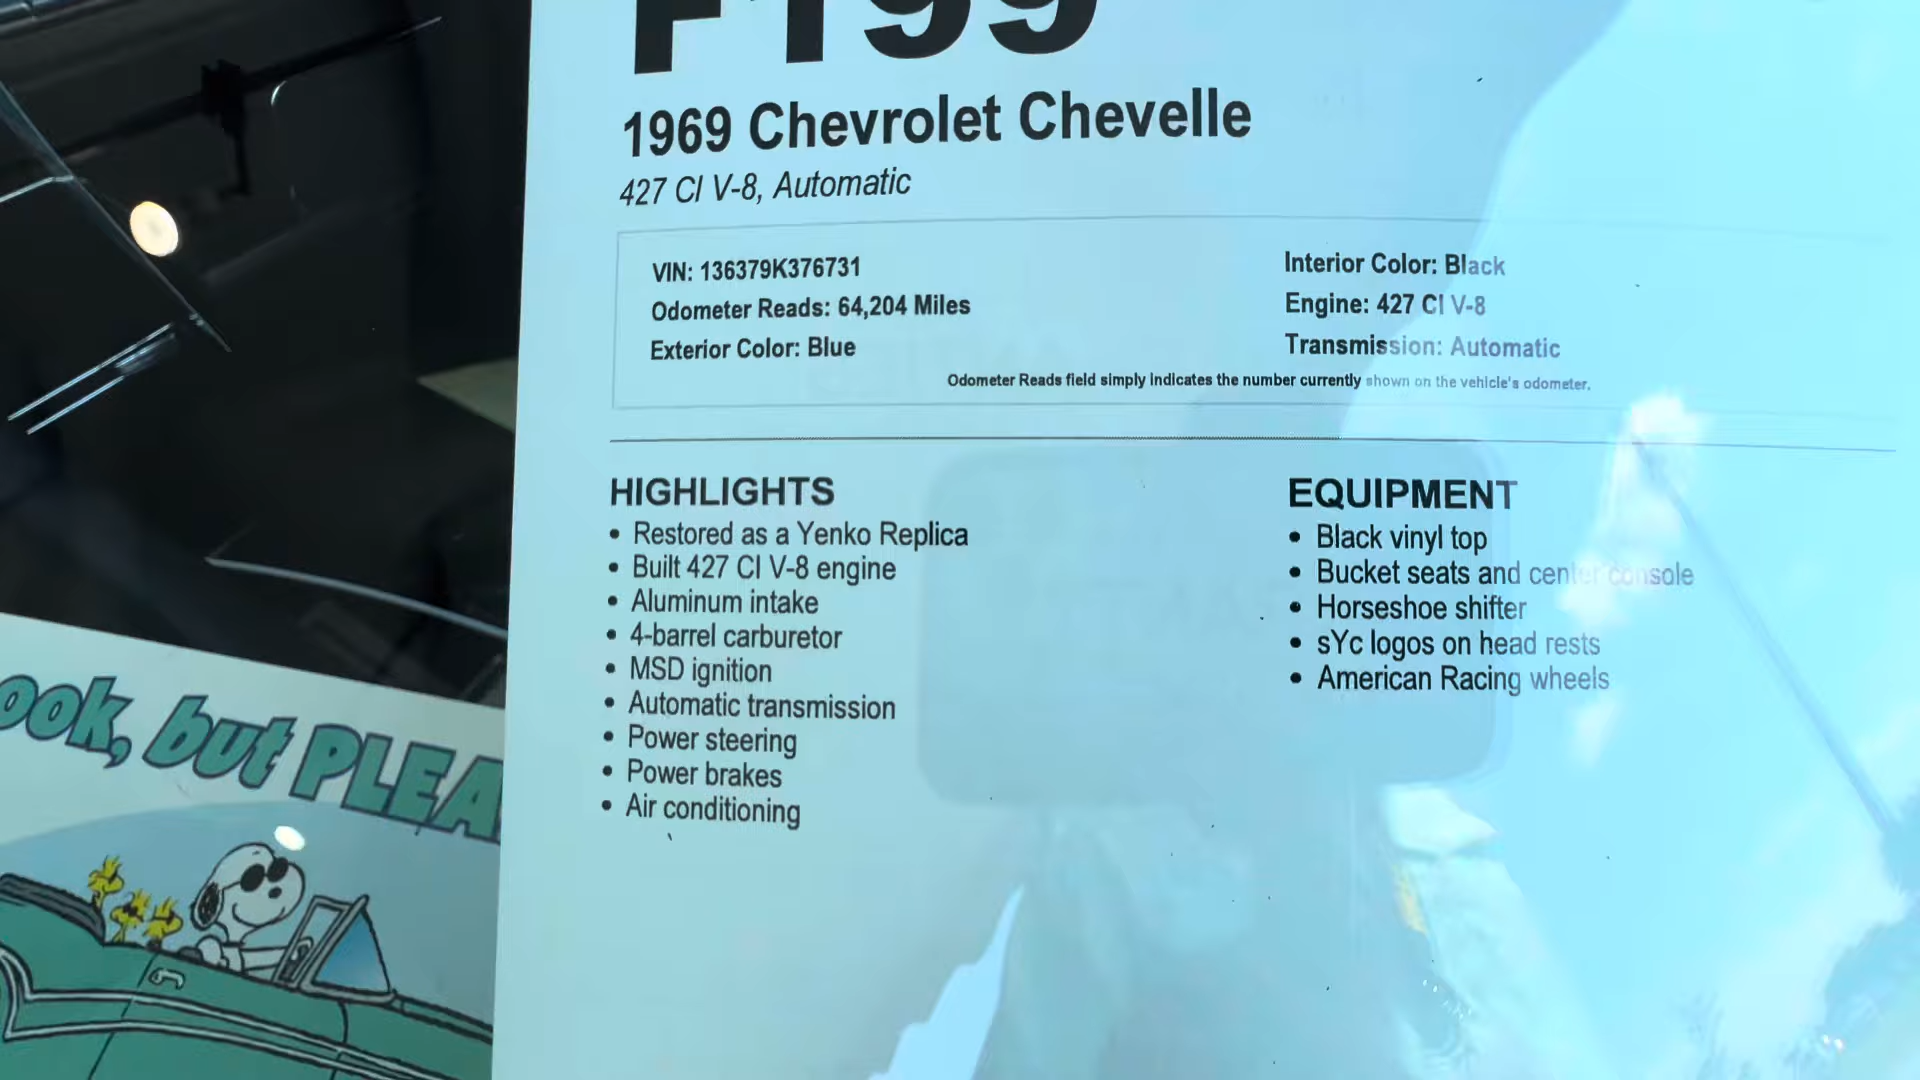 1969 Chevrolet Chevelle
427 CI V-8, Automatic
VIN: 136379K376731
Odometer Reads: 64,204 Miles
Exterior Color: Blue
Interior Color: Black
Engine: 427 CI V-8
Transmission: Automatic
Odometer Reads field simply indicates the number currently shown on the vehicle's odometer.
HIGHLIGHTS
• Restored as a Yenko Replica
• Built 427 CI V-8 engine
• Aluminum intake
• 4-barrel carburetor
• MSD ignition
• Automatic transmission
• Power steering
• Power brakes
• Air conditioning
EQUIPMENT
• Black vinyl top
• Bucket seats and center console
• Horseshoe shifter
• sYc logos on head rests
• American Racing wheels
ook, but PLEA